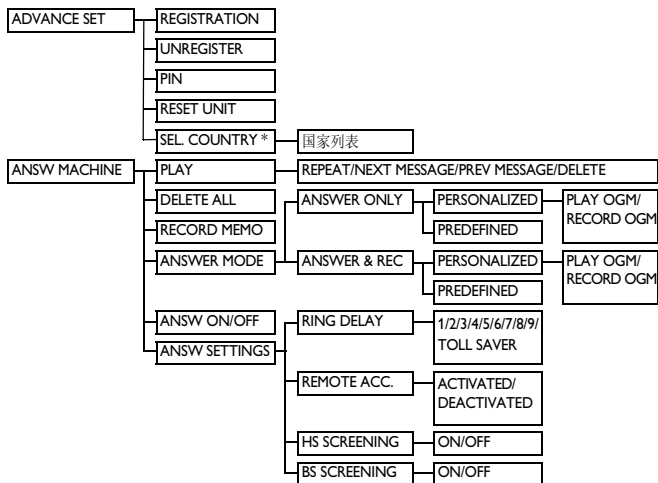 ADVANCE SET
REGISTRATION
UNREGISTER
PIN
RESET UNIT
SEL. COUNTRY *
国家列表
ANSW MACHINE
PLAY
REPEAT/NEXT MESSAGE/PREV MESSAGE/DELETE
DELETE ALL
RECORD MEMO
ANSWER MODE
ANSWER ONLY
PERSONALIZED
PLAY OGM/
RECORD OGM
PREDEFINED
ANSWER & REC
PERSONALIZED
PLAY OGM/
RECORD OGM
PREDEFINED
ANSW ON/OFF
ANSW SETTINGS
RING DELAY
1/2/3/4/5/6/7/8/9/
TOLL SAVER
REMOTE ACC.
ACTIVATED/
DEACTIVATED
HS SCREENING
ON/OFF
BS SCREENING
ON/OFF